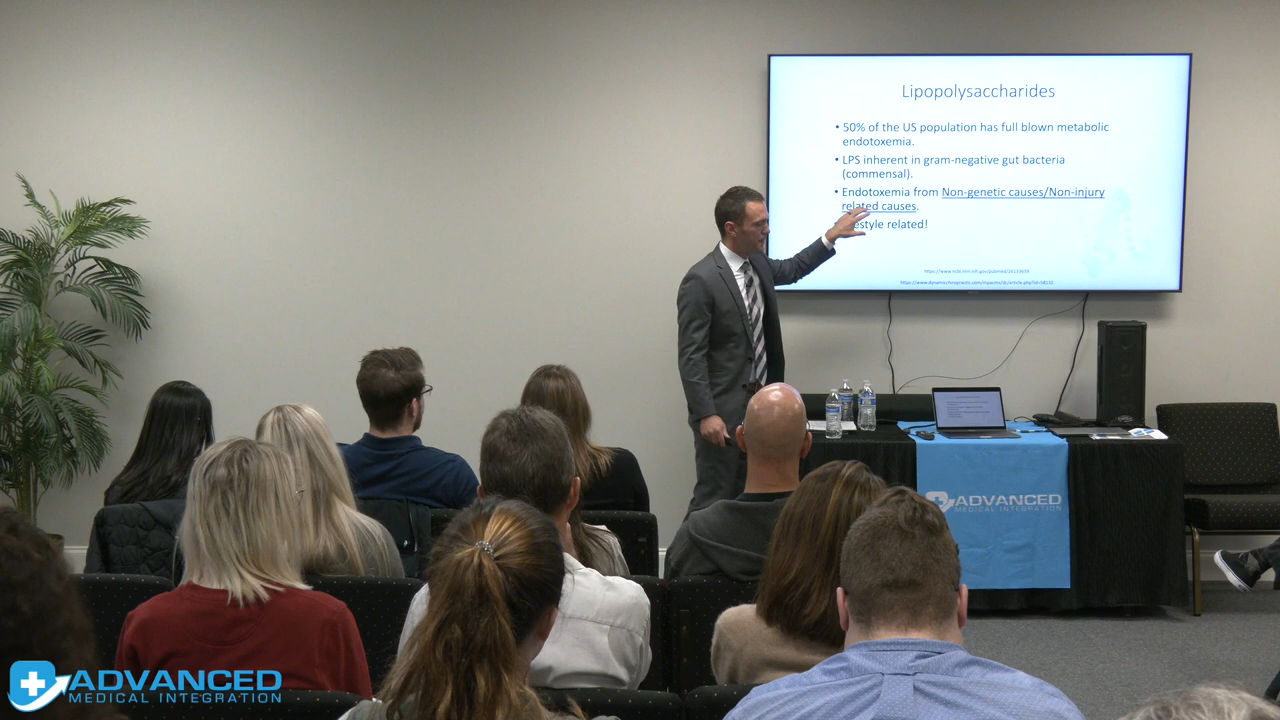 Lipopolysaccharides
• 50% of the US population has full blown metabolic
endotoxemia.
• LPS inherent in gram-negative gut bacteria
(commensal).
• Endotoxemia from Non-genetic causes/Non-injury
related causes.
estyle related!
ADVANCED
MEDICAL INTEGRATION
ADVANCED
MEDICAL INTEGRATION